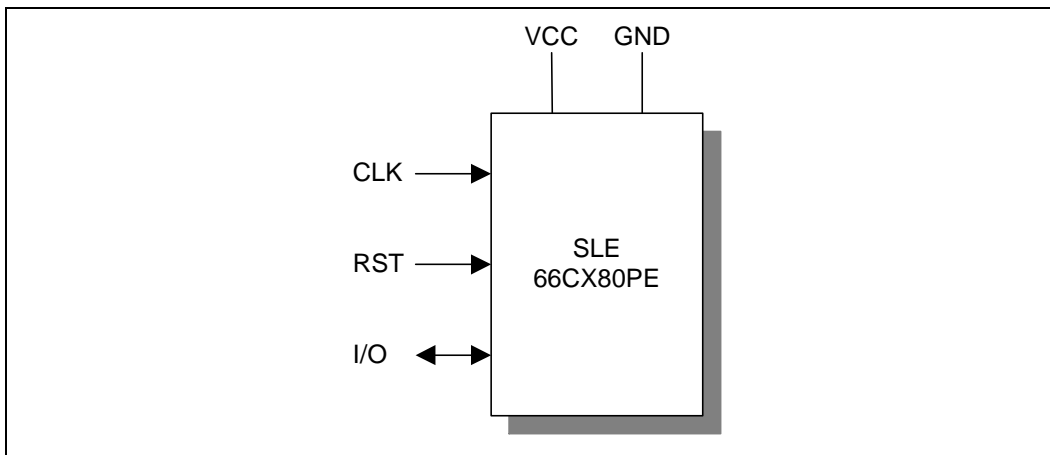 VCC GND
CLK
RST
SLE
66CX80PE
I/O